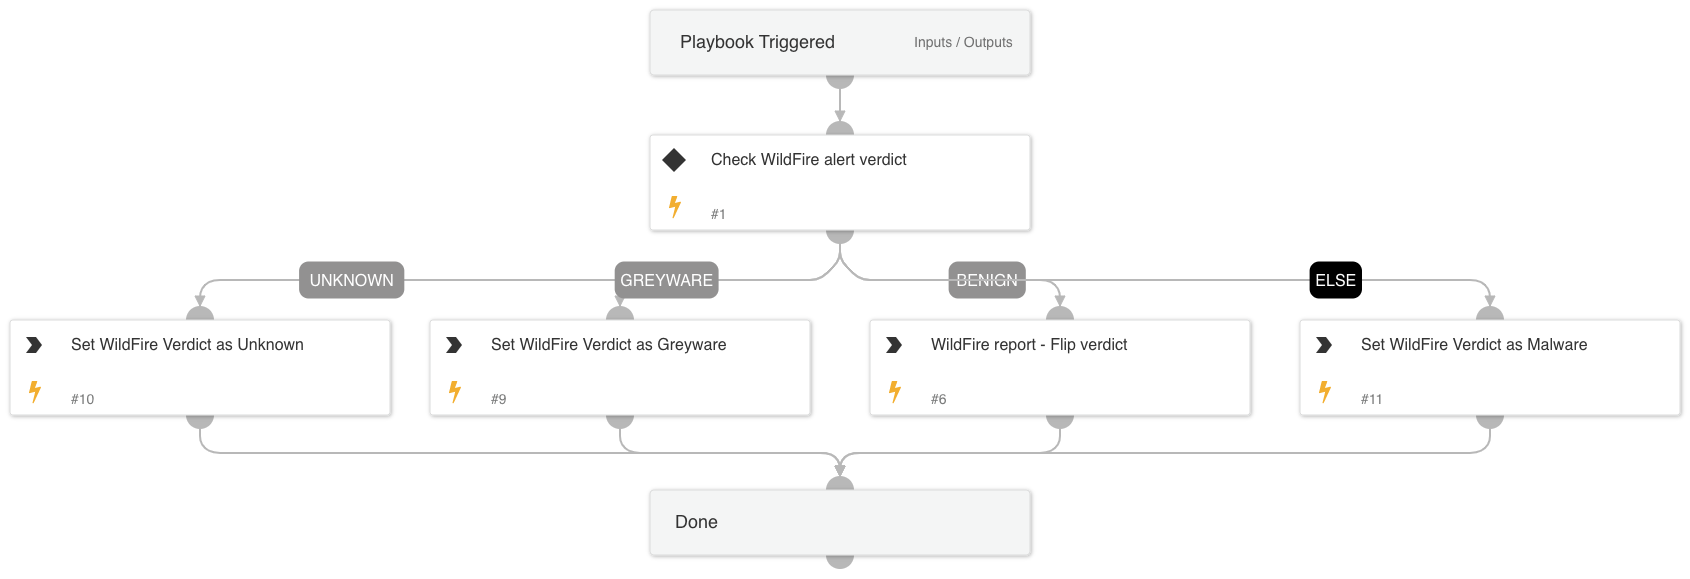 Playbook Triggered
Inputs / Outputs
Check WildFire alert verdict
#1
UNKNOWN
GREYWARE
BENIGN
ELSE
Set WildFire Verdict as Unknown
#10
Set WildFire Verdict as Greyware
#9
WildFire report - Flip verdict
#6
Set WildFire Verdict as Malware
#11
Done